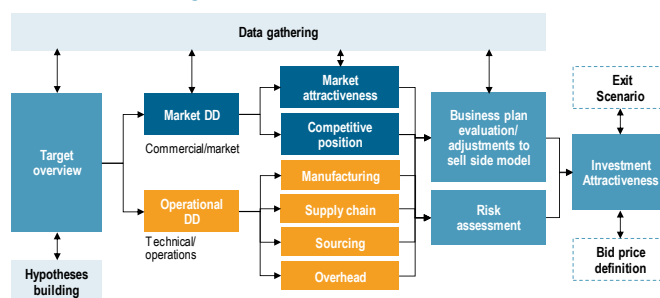 Data gathering
Target
overview
Hypotheses
building
Market DD
Commercial/market
Operational
DD
Technical/
operations
Market
attractiveness
Competitive
position
Manufacturing
Supply chain
Sourcing
Overhead
Business plan
evaluation/
adjustments to
sell side model
Risk
assessment
Exit
Scenario
Investment
Attractiveness
Bid price
definition